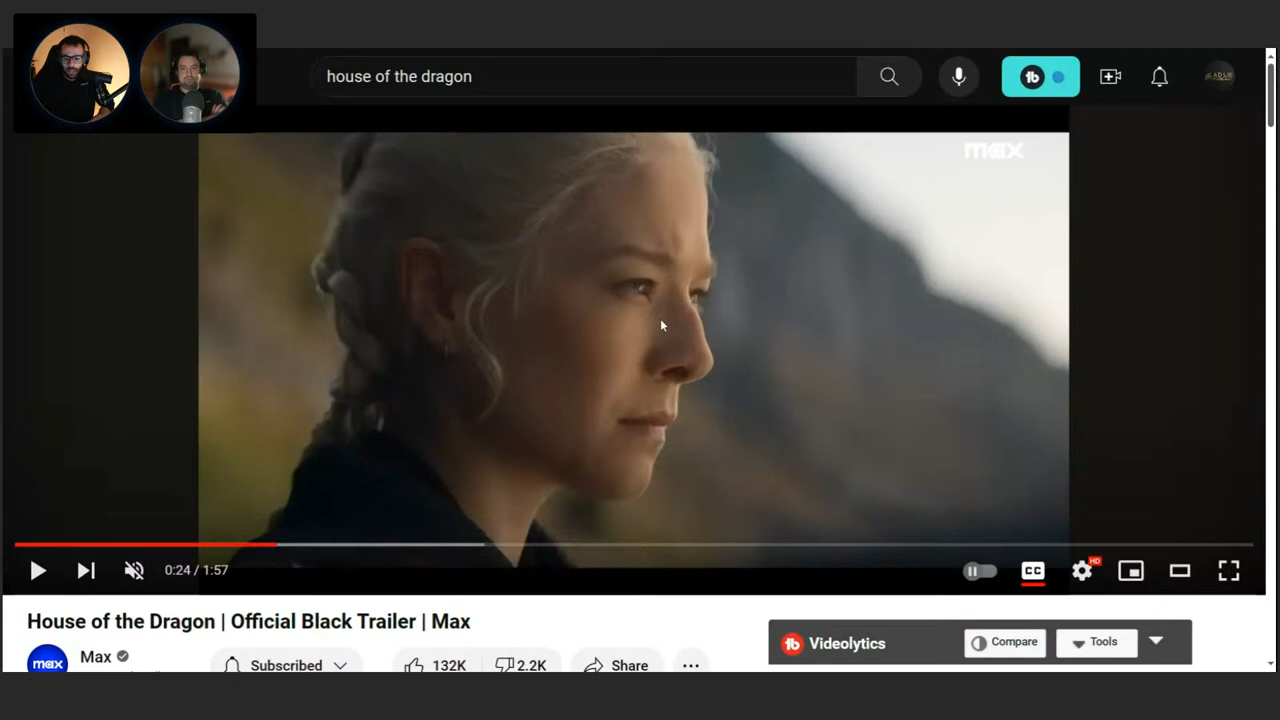 house of the dragon
max
0:24 / 1:57
CC
HD
House of the Dragon | Official Black Trailer | Max
max
Max
Subscribed
132K
2.2K
Share
Videolytics
Compare
Tools